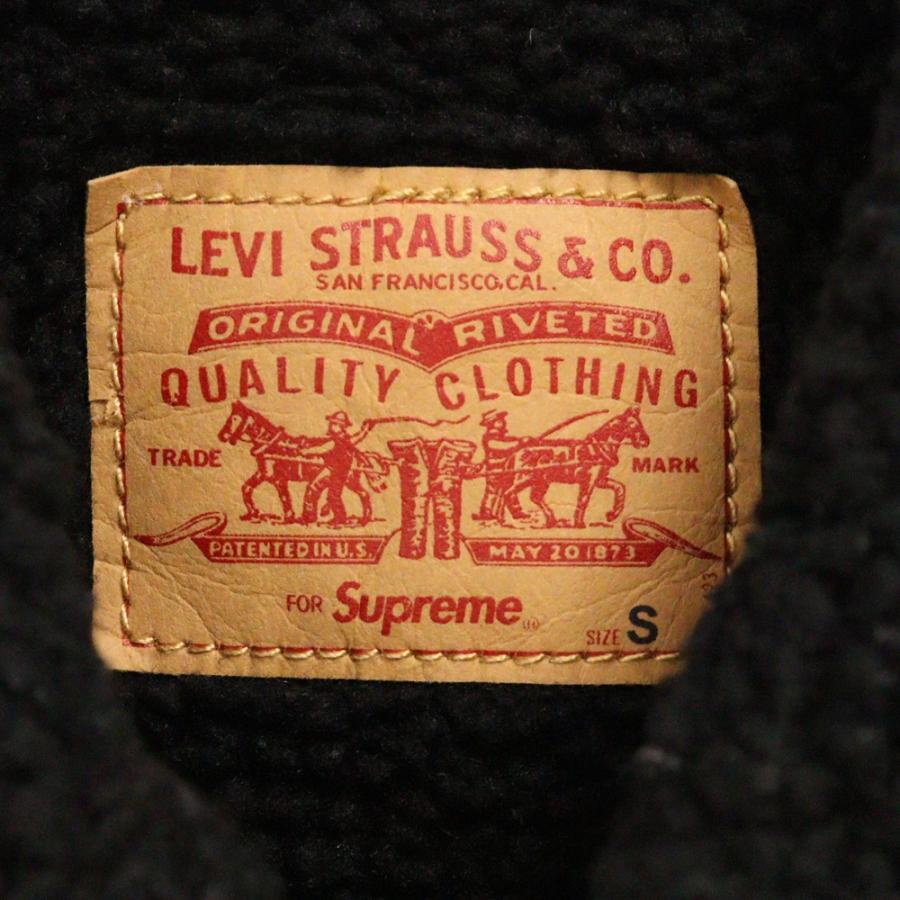 LEVI STRAUSS & CO.
SAN FRANCISCO, CAL.
ORIGINAL RIVETED
QUALITY CLOTHING
TRADE MARK
PATENTED IN U.S. MAY 20 1873
FOR Supreme
SIZE S